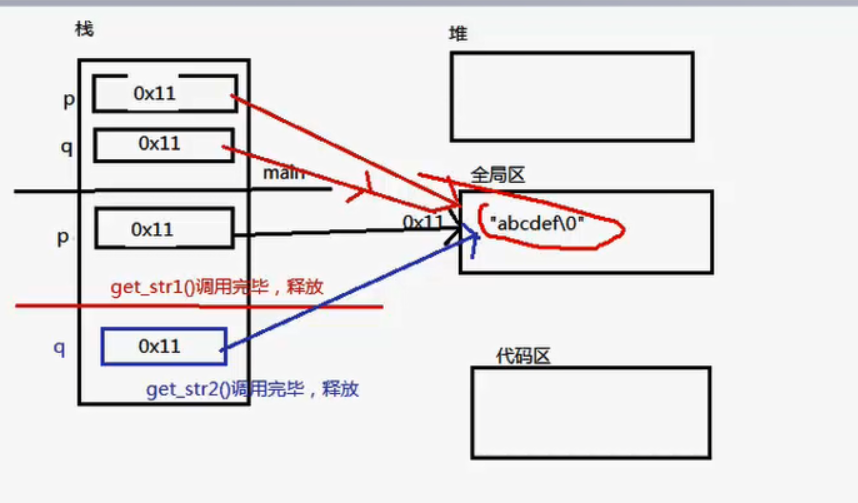 栈
堆
p
0x11
q
0x11
main
全局区
0x11
"abcdef\0"
p
0x11
get_str1()调用完毕，释放
q
0x11
代码区
get_str2()调用完毕，释放